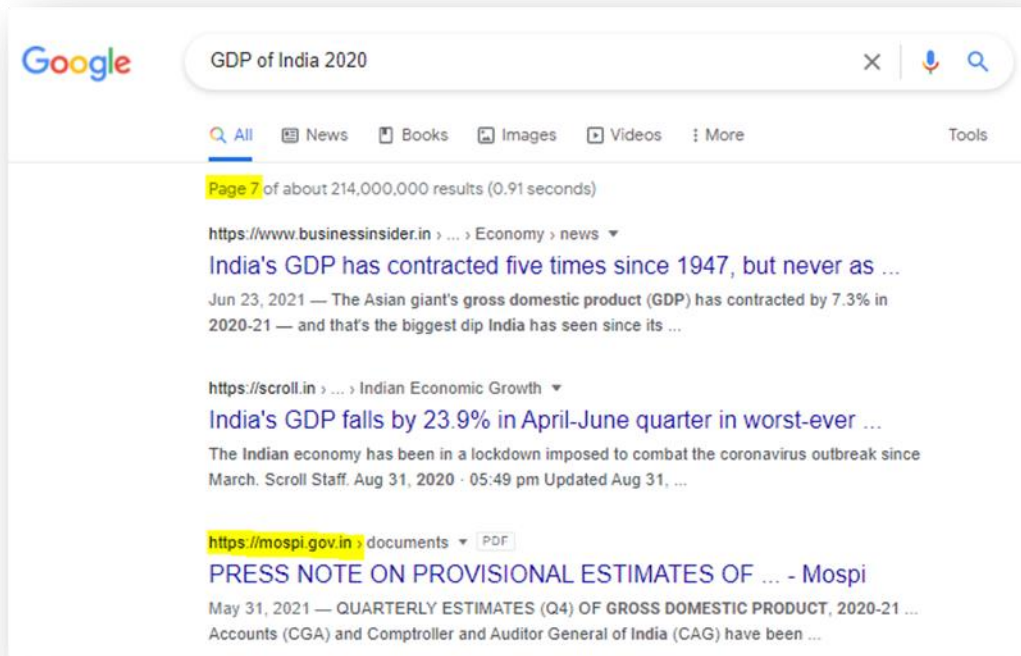 Google
GDP of India 2020
All News Books Images Videos More Tools
Page 7 of about 214,000,000 results (0.91 seconds)
https://www.businessinsider.in › ... › Economy › news
India's GDP has contracted five times since 1947, but never as ...
Jun 23, 2021 — The Asian giant's gross domestic product (GDP) has contracted by 7.3% in
2020-21 — and that's the biggest dip India has seen since its ...
https://scroll.in › ... › Indian Economic Growth
India's GDP falls by 23.9% in April-June quarter in worst-ever ...
The Indian economy has been in a lockdown imposed to combat the coronavirus outbreak since
March. Scroll Staff. Aug 31, 2020 · 05:49 pm Updated Aug 31, ...
https://mospi.gov.in › documents PDF
PRESS NOTE ON PROVISIONAL ESTIMATES OF ... - Mospi
May 31, 2021 — QUARTERLY ESTIMATES (Q4) OF GROSS DOMESTIC PRODUCT, 2020-21 ...
Accounts (CGA) and Comptroller and Auditor General of India (CAG) have been ...